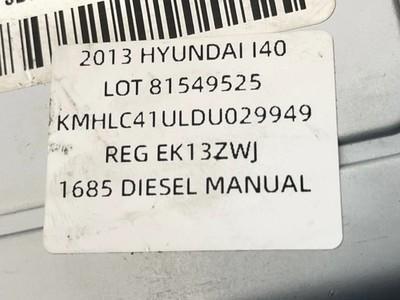 2013 HYUNDAI I40
LOT 81549525
KMHLC41ULDU029949
REG EK13ZWJ
1685 DIESEL MANUAL